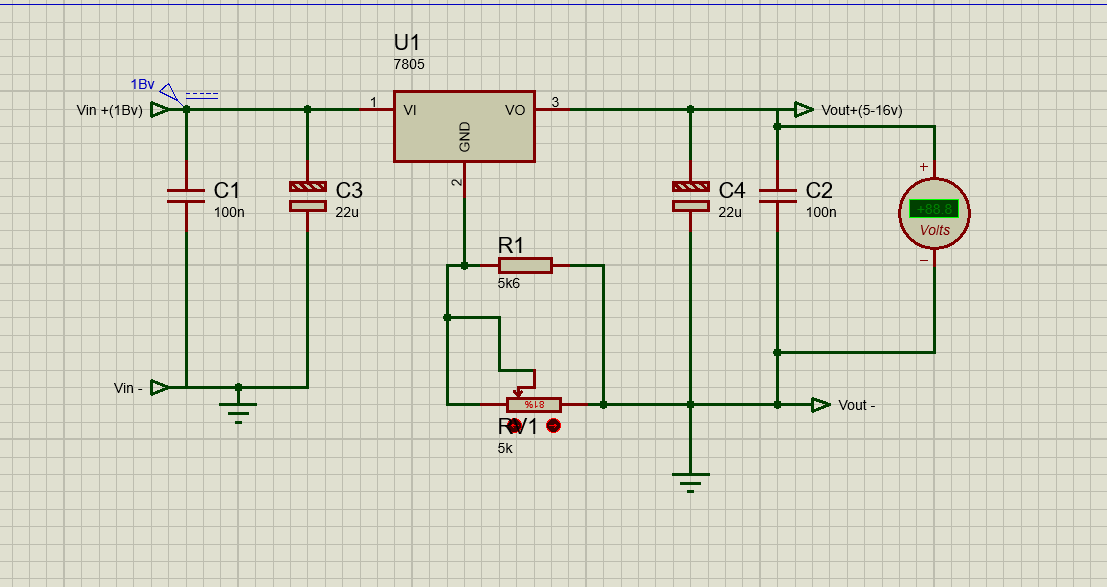 U1
7805
1Bv
Vin +(1Bv)
1
VI
VO
3
Vout+(5-16v)
GND
2
C1
100n
C3
22u
C4
22u
C2
100n
+
+88.8
Volts
−
R1
5k6
Vin -
81%
RV1
5k
Vout -